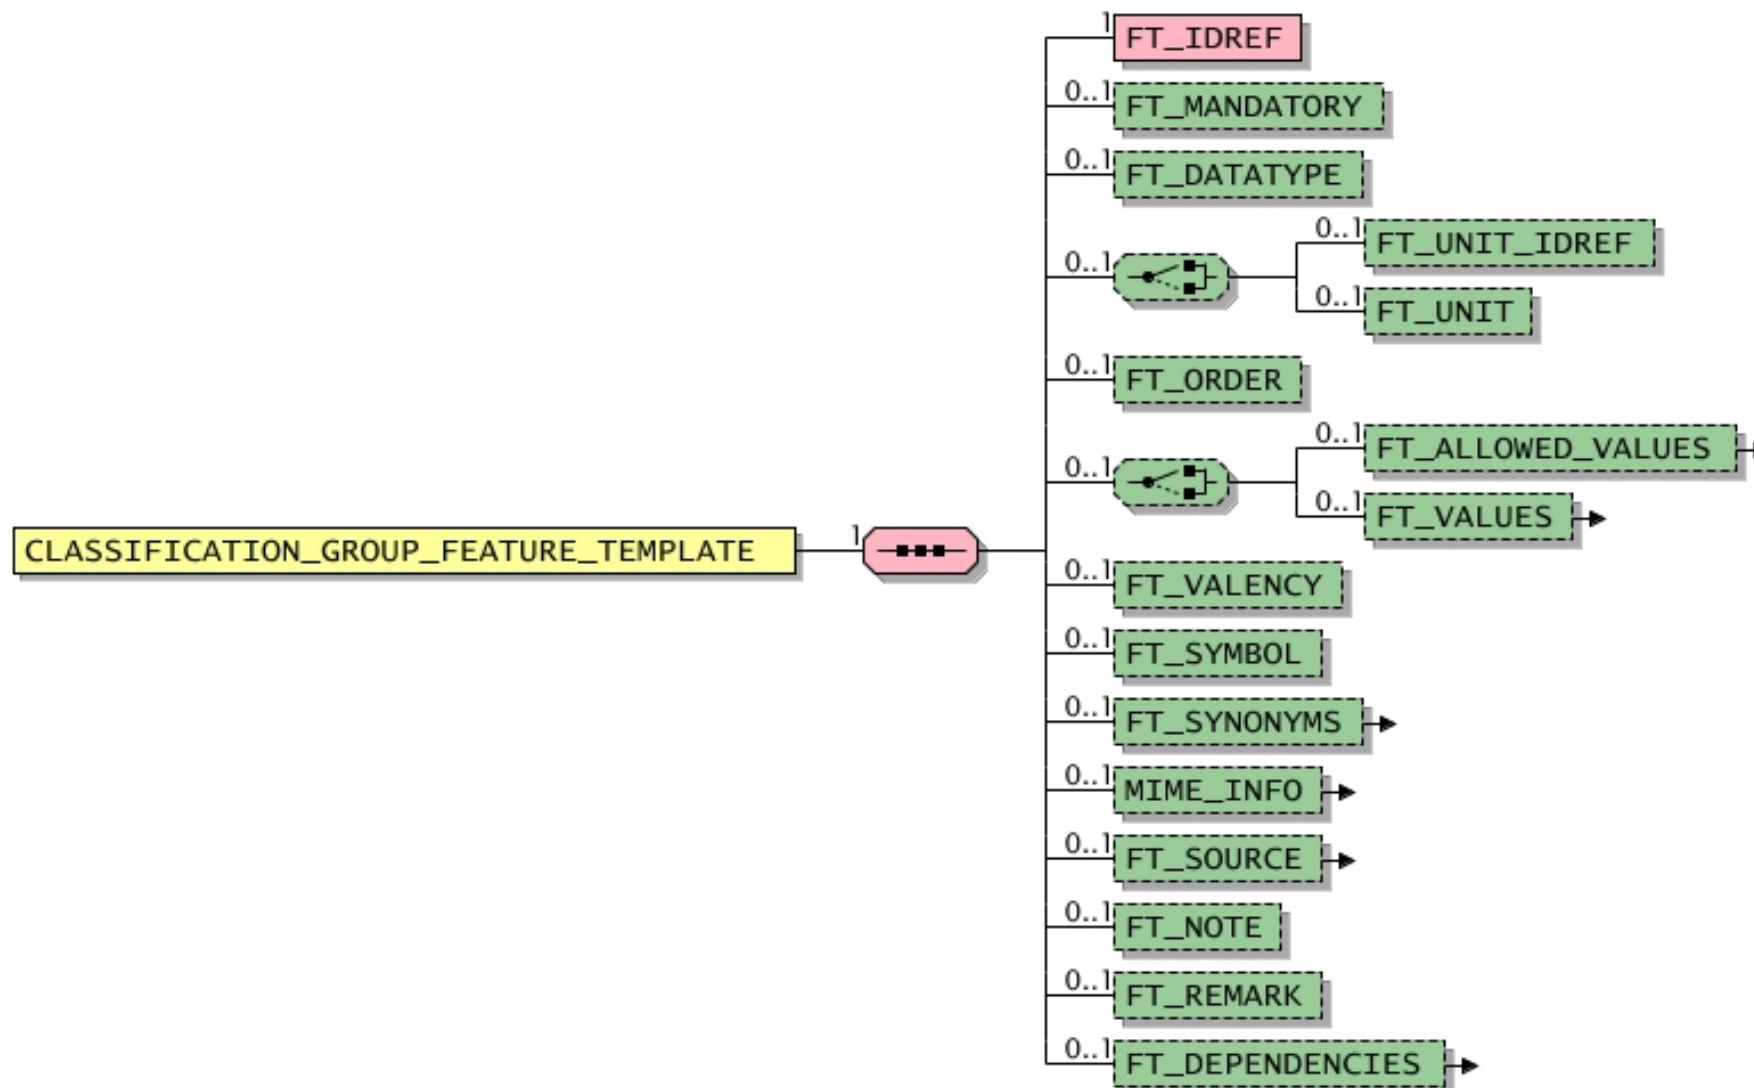 1
FT_IDREF
0..1
FT_MANDATORY
0..1
FT_DATATYPE
0..1
0..1
FT_UNIT_IDREF
0..1
FT_UNIT
0..1
FT_ORDER
0..1
0..1
FT_ALLOWED_VALUES
0..1
FT_VALUES
CLASSIFICATION_GROUP_FEATURE_TEMPLATE
1
0..1
FT_VALENCY
0..1
FT_SYMBOL
0..1
FT_SYNONYMS
0..1
MIME_INFO
0..1
FT_SOURCE
0..1
FT_NOTE
0..1
FT_REMARK
0..1
FT_DEPENDENCIES